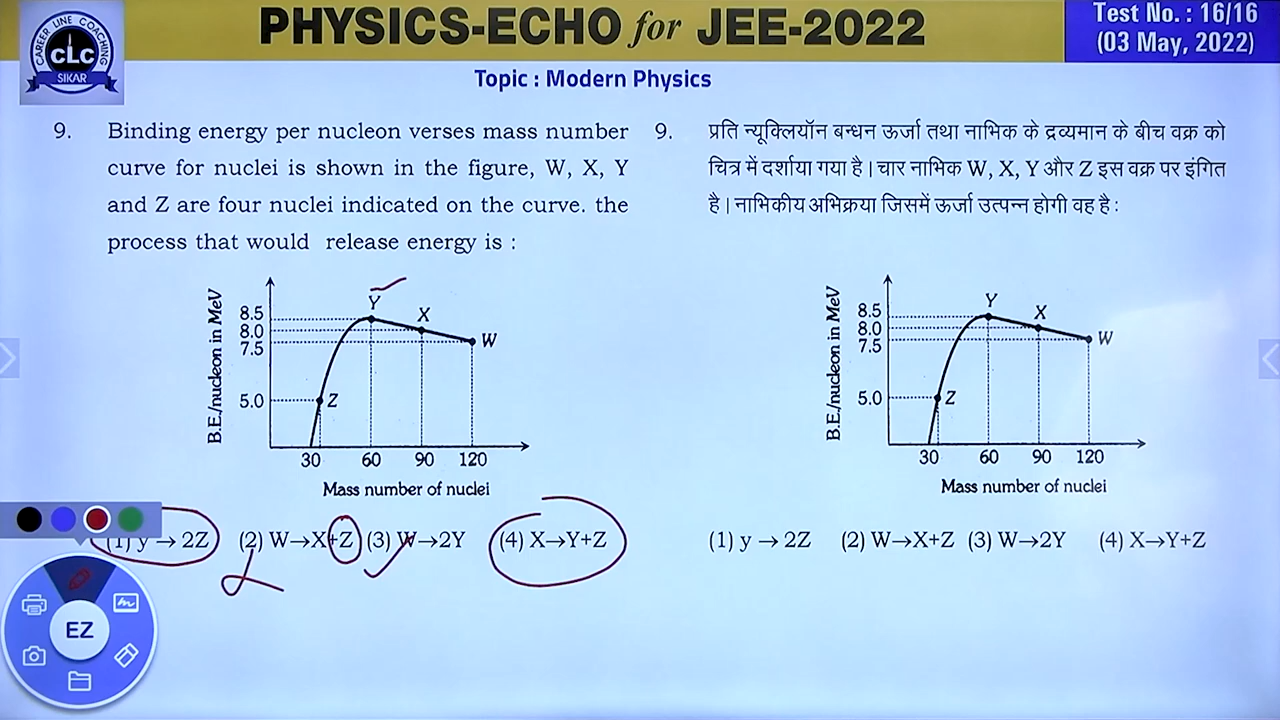 PHYSICS-ECHO for JEE-2022
Test No. : 16/16
(03 May, 2022)
CAREER LINE COACHING
CLC
SIKAR
Topic : Modern Physics
9. Binding energy per nucleon verses mass number
curve for nuclei is shown in the figure, W, X, Y
and Z are four nuclei indicated on the curve. the
process that would release energy is :
B.E./nucleon in MeV
8.5
8.0
7.5
5.0
Y
X
W
Z
30 60 90 120
Mass number of nuclei
(1) y → 2Z (2) W→X+Z (3) W→2Y (4) X→Y+Z
9. प्रति न्यूक्लियॉन बन्धन ऊर्जा तथा नाभिक के द्रव्यमान के बीच वक्र को
चित्र में दर्शाया गया है। चार नाभिक W, X, Y और Z इस वक्र पर इंगित
है। नाभिकीय अभिक्रया जिसमें ऊर्जा उत्पन्न होगी वह है :
B.E./nucleon in MeV
8.5
8.0
7.5
5.0
Y
X
W
Z
30 60 90 120
Mass number of nuclei
(1) y → 2Z (2) W→X+Z (3) W→2Y (4) X→Y+Z
EZ